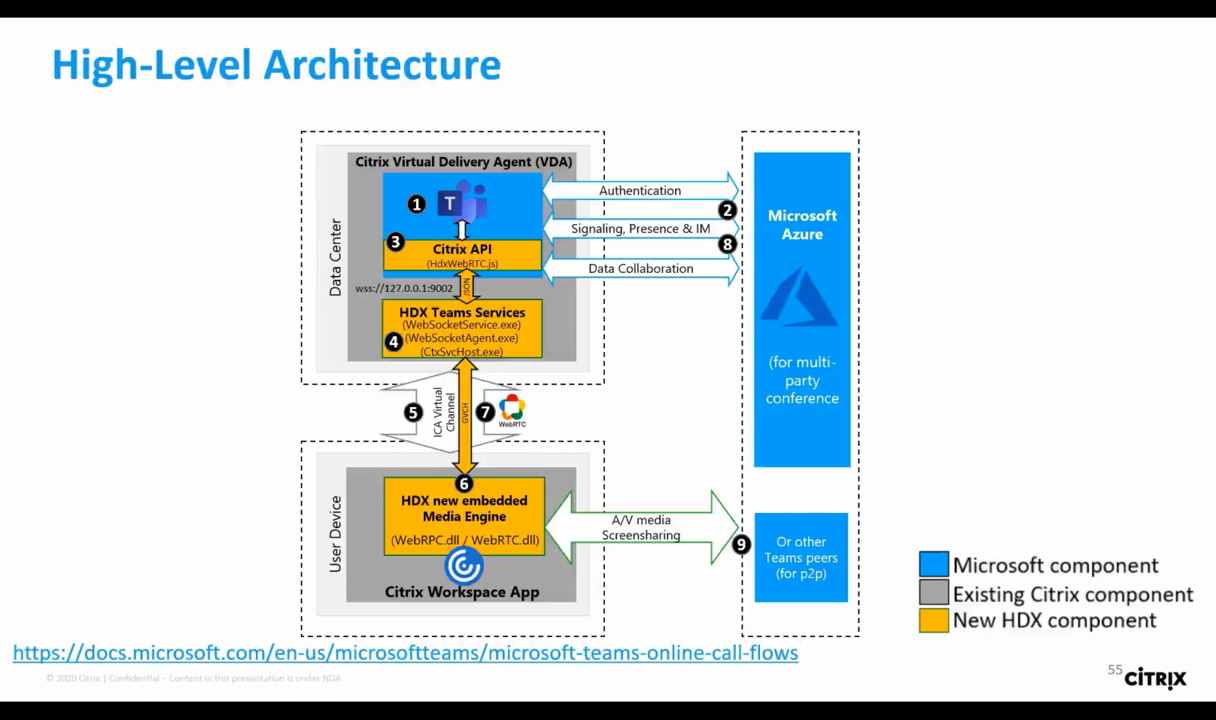 High-Level Architecture
Citrix Virtual Delivery Agent (VDA)
Data Center
1
T
3
Citrix API
(HdxWebRTC.js)
wss://127.0.0.1:9002
JSON
HDX Teams Services
(WebSocketService.exe)
4
(WebSocketAgent.exe)
(CtxSvcHost.exe)
Authentication
2
Signaling, Presence & IM
8
Data Collaboration
Microsoft
Azure
(for multi-
party
conference
5
ICA Virtual
Channel
GVCH
7
WebRTC
User Device
6
HDX new embedded
Media Engine
(WebRPC.dll / WebRTC.dll)
Citrix Workspace App
A/V media
Screensharing
9
Or other
Teams peers
(for p2p)
Microsoft component
Existing Citrix component
New HDX component
https://docs.microsoft.com/en-us/microsoftteams/microsoft-teams-online-call-flows
© 2020 Citrix | Confidential – Content in this presentation is under NDA
55
CİTRIX